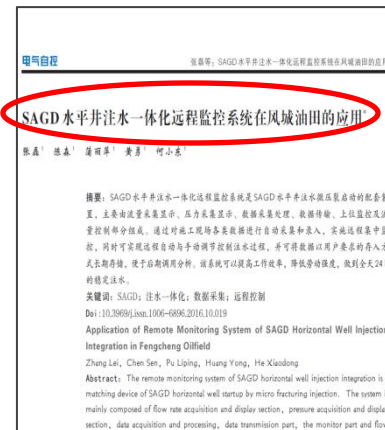 电气自控
张磊等：SAGD水平井注水一体化远程监控系统在风城油田的应用
SAGD水平井注水一体化远程监控系统在风城油田的应用*
张磊¹ 陈森¹ 蒲丽萍¹ 黄勇¹ 何小东¹
摘要：SAGD水平井注水一体化远程监控系统是SAGD水平井注水微压裂启动的配套装
置，主要由流量采集显示、压力采集显示、数据采集处理、数据传输、上位监控及流
量控制部分组成。通过对施工现场各类数据进行自动采集和录入，实施远程集中监
控，同时可实现远程自动与手动调节控制注水过程，并可将数据以用户要求的存入方
式长期存储，便于后期调用分析。该系统可以提高工作效率，降低劳动强度，做到全天24小
的稳定注水。
关键词：SAGD；注水一体化；数据采集；远程控制
Doi:10.3969/j.issn.1006-6896.2016.10.019
Application of Remote Monitoring System of SAGD Horizontal Well Injection
Integration in Fengcheng Oilfield
Zhang Lei, Chen Sen, Pu Liping, Huang Yong, He Xiaodong
Abstract: The remote monitoring system of SAGD horizontal well injection integration is
matching device of SAGD horizontal well startup by micro fracturing injection. The system i
mainly composed of flow rate acquisition and display section, pressure acquisition and displa
section, data acquisition and processing, data transmission part, the monitor part and flow